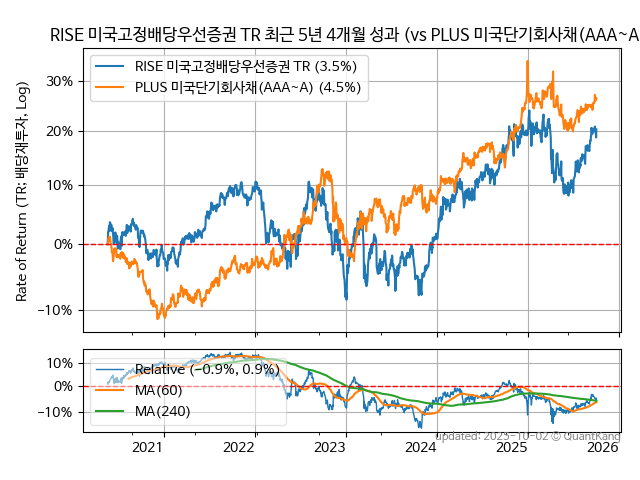 RISE 미국고정배당우선증권 TR 최근 5년 4개월 성과 (vs PLUS 미국단기회사채(AAA~A
RISE 미국고정배당우선증권 TR (3.5%)
PLUS 미국단기회사채(AAA~A) (4.5%)
Rate of Return (TR: 배당재투자, Log)
30%
20%
10%
0%
−10%
Relative (−0.9%, 0.9%)
MA(60)
MA(240)
10%
0%
−10%
updated: 2025-10-02 © QuantKang
2021
2022
2023
2024
2025
2026